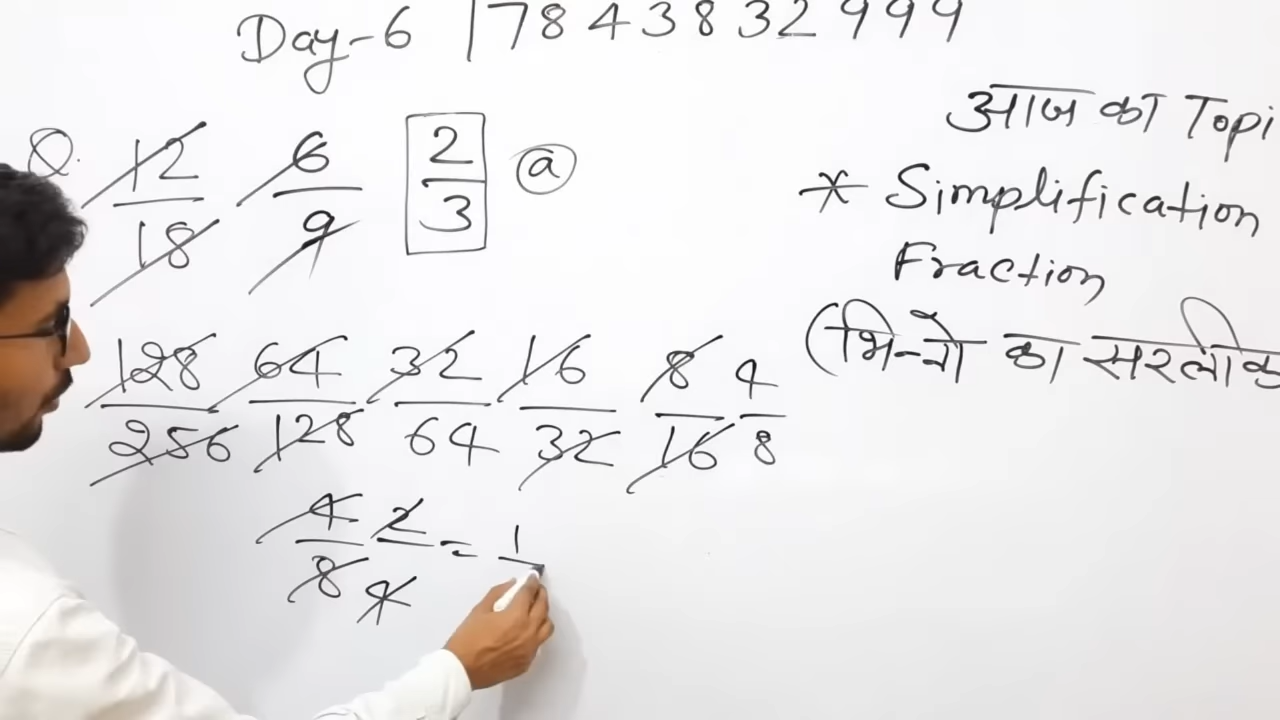 Day-6 | 7843832999
आज का Topi
* Simplification
Fraction
(भिन्नो का सरलीक
Q. 12/18 6/9 2/3 (a)
128/256 64/128 32/64 16/32 8/16 4/8
4/8 2/4 = 1/